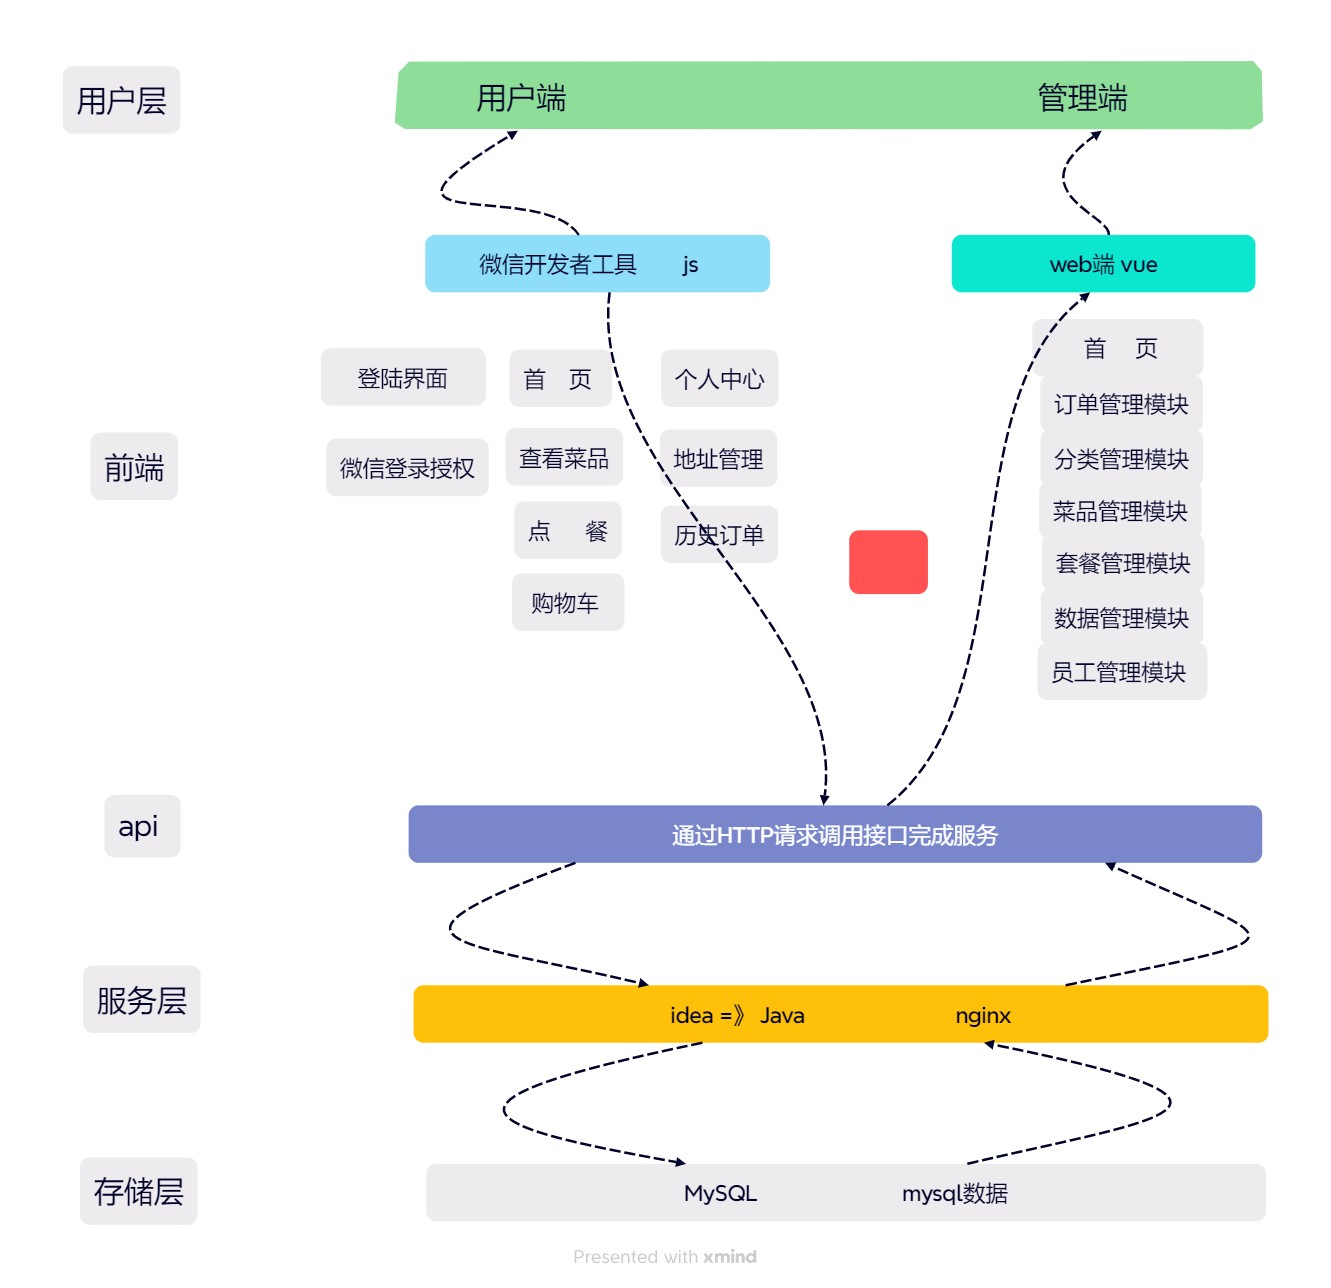 用户层
用户端 管理端
微信开发者工具 js
web端 vue
前端
登陆界面
微信登录授权
首 页
查看菜品
点 餐
购物车
个人中心
地址管理
历史订单
首 页
订单管理模块
分类管理模块
菜品管理模块
套餐管理模块
数据管理模块
员工管理模块
api
通过HTTP请求调用接口完成服务
服务层
idea =》 Java nginx
存储层
MySQL mysql数据
Presented with xmind